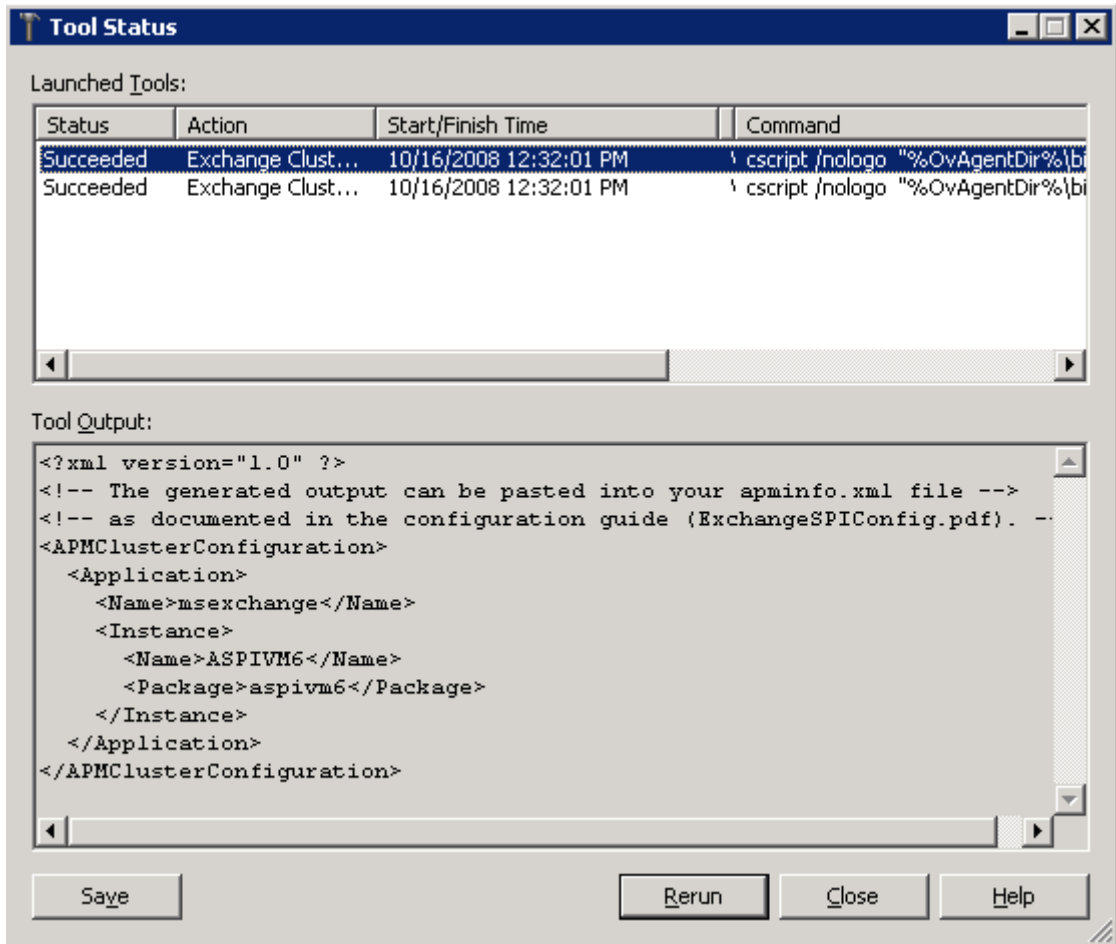 Tool Status
Launched Tools:
Status Action Start/Finish Time Command
Succeeded Exchange Clust... 10/16/2008 12:32:01 PM cscript /nologo "%OvAgentDir%\bi
Succeeded Exchange Clust... 10/16/2008 12:32:01 PM cscript /nologo "%OvAgentDir%\bi
Tool Output:
<?xml version="1.0" ?>
<!-- The generated output can be pasted into your apminfo.xml file -->
<!-- as documented in the configuration guide (ExchangeSPIConfig.pdf). -
<APMClusterConfiguration>
  <Application>
    <Name>msexchange</Name>
    <Instance>
      <Name>ASPIVM6</Name>
      <Package>aspivm6</Package>
    </Instance>
  </Application>
</APMClusterConfiguration>
Save Rerun Close Help